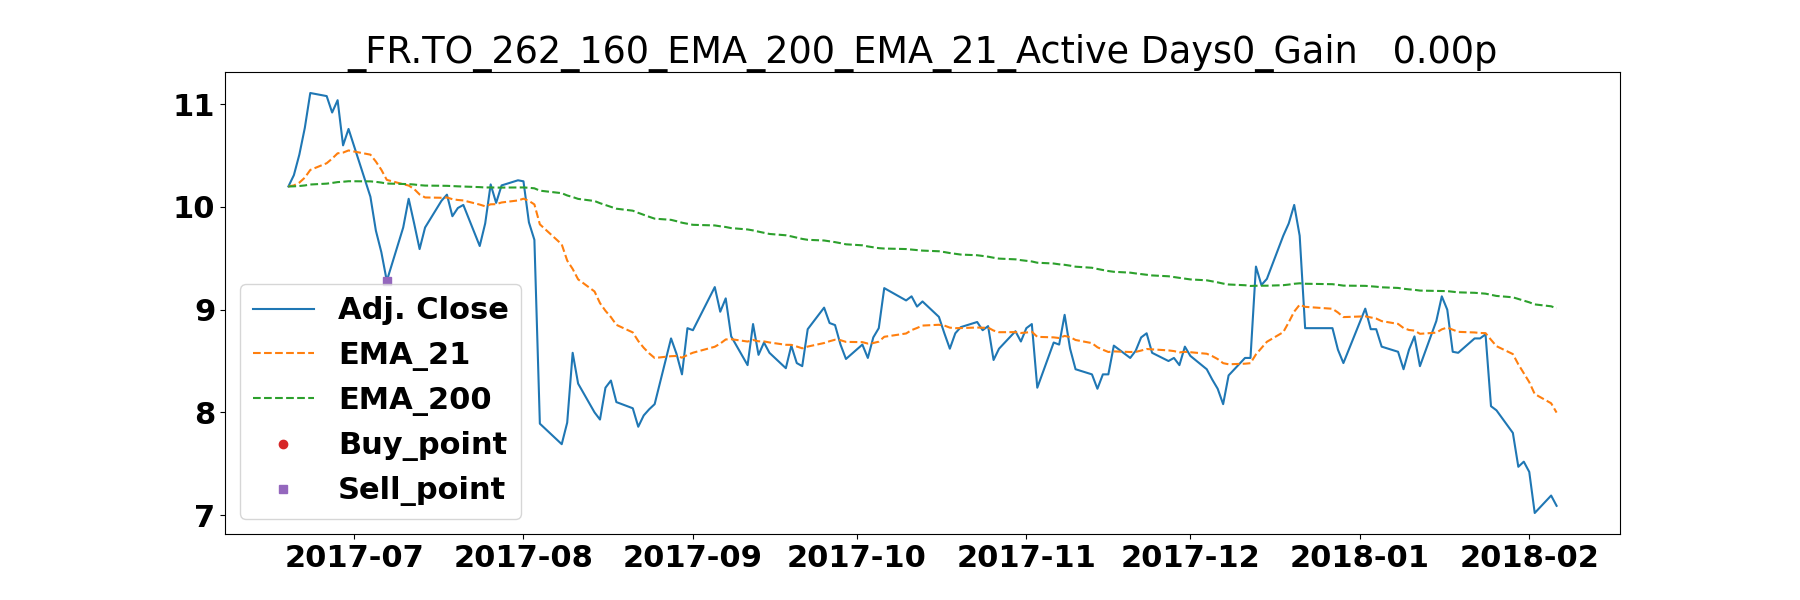 _FR.TO_262_160_EMA_200_EMA_21_Active Days0_Gain   0.00p
11
10
9
8
7
Adj. Close
EMA_21
EMA_200
Buy_point
Sell_point
2017-07 2017-08 2017-09 2017-10 2017-11 2017-12 2018-01 2018-02